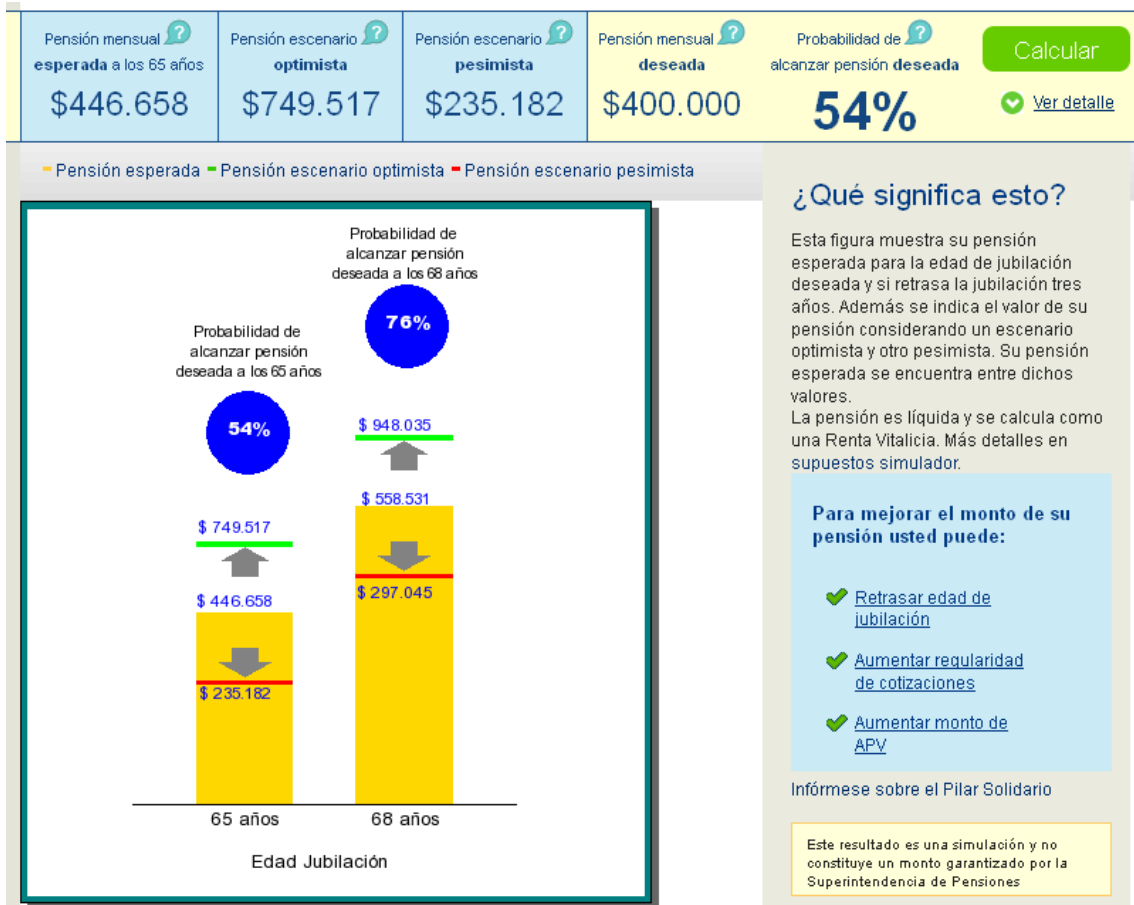 Pensión mensual ?
esperada a los 65 años
$446.658
Pensión escenario ?
optimista
$749.517
Pensión escenario ?
pesimista
$235.182
Pensión mensual ?
deseada
$400.000
Probabilidad de ?
alcanzar pensión deseada
54%
Calcular
Ver detalle
Pensión esperada Pensión escenario optimista Pensión escenario pesimista
Probabilidad de
alcanzar pensión
deseada a los 68 años
76%
Probabilidad de
alcanzar pensión
deseada a los 65 años
54%
$ 948.035
$ 558.531
$ 749.517
$ 297.045
$ 446.658
$ 235.182
65 años
68 años
Edad Jubilación
¿Qué significa esto?
Esta figura muestra su pensión
esperada para la edad de jubilación
deseada y si retrasa la jubilación tres
años. Además se indica el valor de su
pensión considerando un escenario
optimista y otro pesimista. Su pensión
esperada se encuentra entre dichos
valores.
La pensión es líquida y se calcula como
una Renta Vitalicia. Más detalles en
supuestos simulador.
Para mejorar el monto de su
pensión usted puede:
Retrasar edad de
jubilación
Aumentar regularidad
de cotizaciones
Aumentar monto de
APV
Infórmese sobre el Pilar Solidario
Este resultado es una simulación y no
constituye un monto garantizado por la
Superintendencia de Pensiones